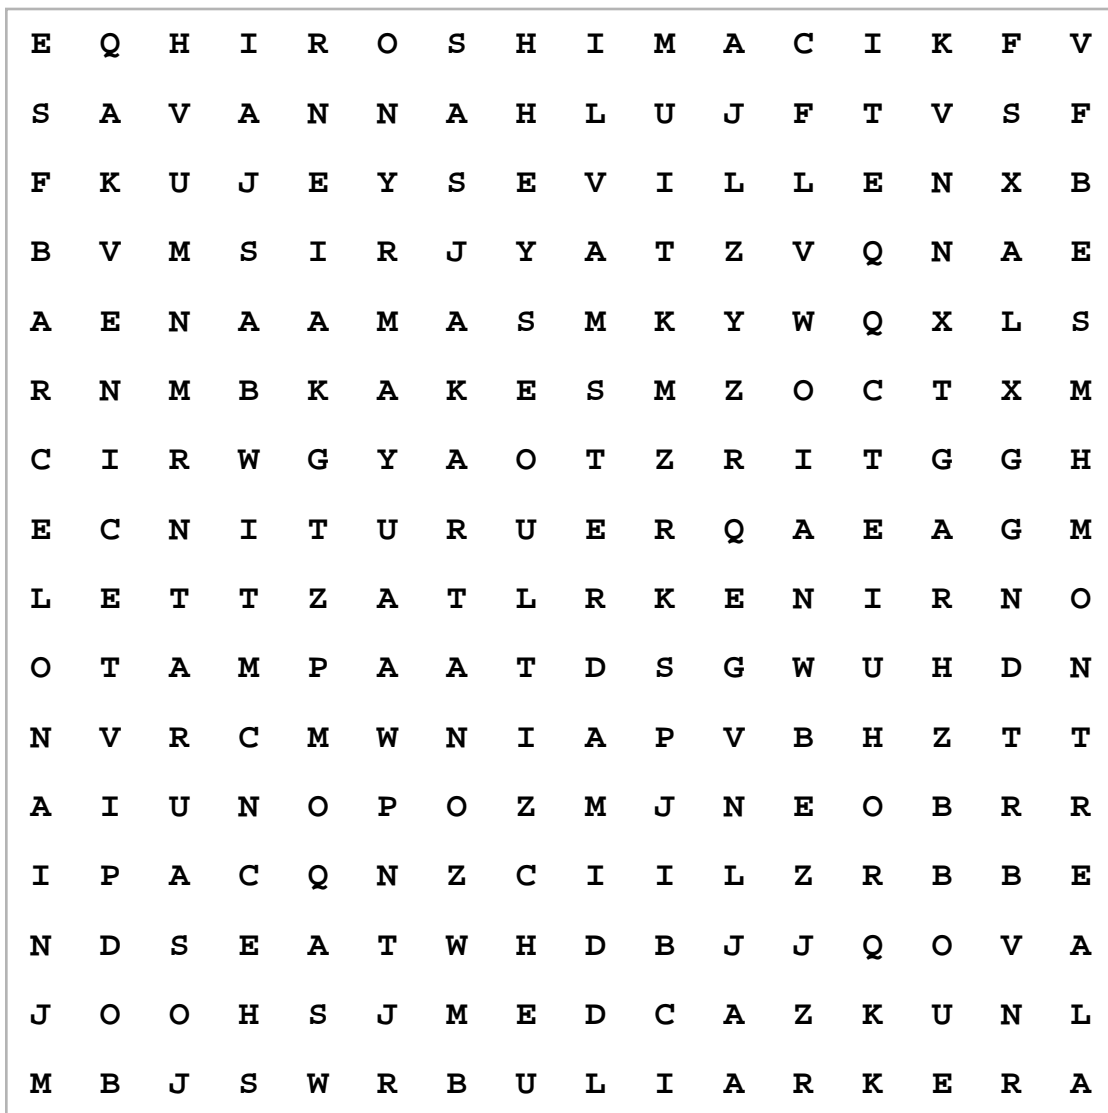 E Q H I R O S H I M A C I K F V
S A V A N N A H L U J F T V S F
F K U J E Y S E V I L L E N X B
B V M S I R J Y A T Z V Q N A E
A E N A A M A S M K Y W Q X L S
R N M B K A K E S M Z O C T X M
C I R W G Y A O T Z R I T G G H
E C N I T U R U E R Q A E A G M
L E T T Z A T L R K E N I R N O
O T A M P A A T D S G W U H D N
N V R C M W N I A P V B H Z T T
A I U N O P O Z M J N E O B R R
I P A C Q N Z C I I L Z R B B E
N D S E A T W H D B J J Q O V A
J O O H S J M E D C A Z K U N L
M B J S W R B U L I A R K E R A